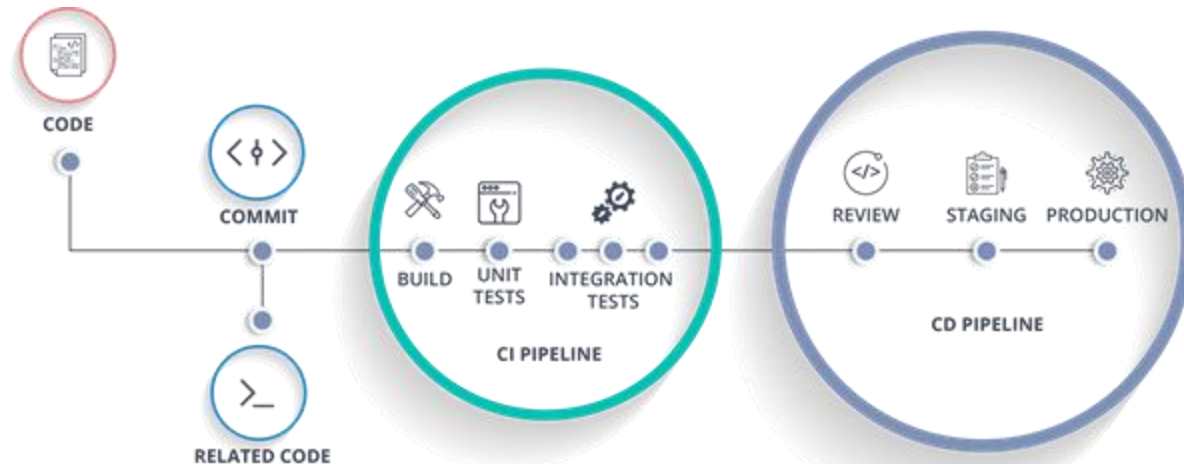 CODE
COMMIT
RELATED CODE
BUILD
UNIT
TESTS
INTEGRATION
TESTS
CI PIPELINE
REVIEW
STAGING
PRODUCTION
CD PIPELINE